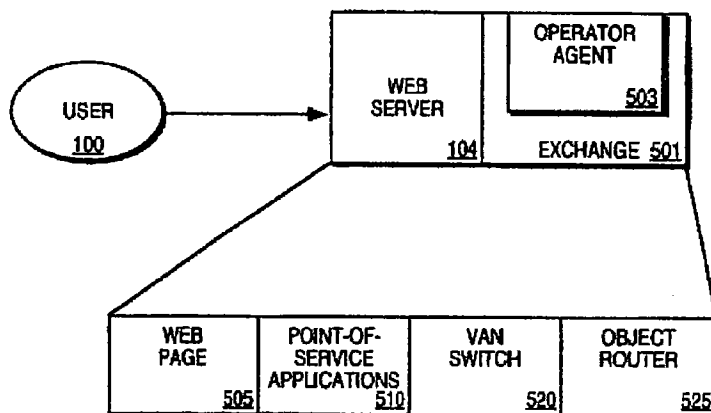 USER
100
WEB
SERVER
104
OPERATOR
AGENT
503
EXCHANGE 501
WEB
PAGE
505
POINT-OF-
SERVICE
APPLICATIONS
510
VAN
SWITCH
520
OBJECT
ROUTER
525